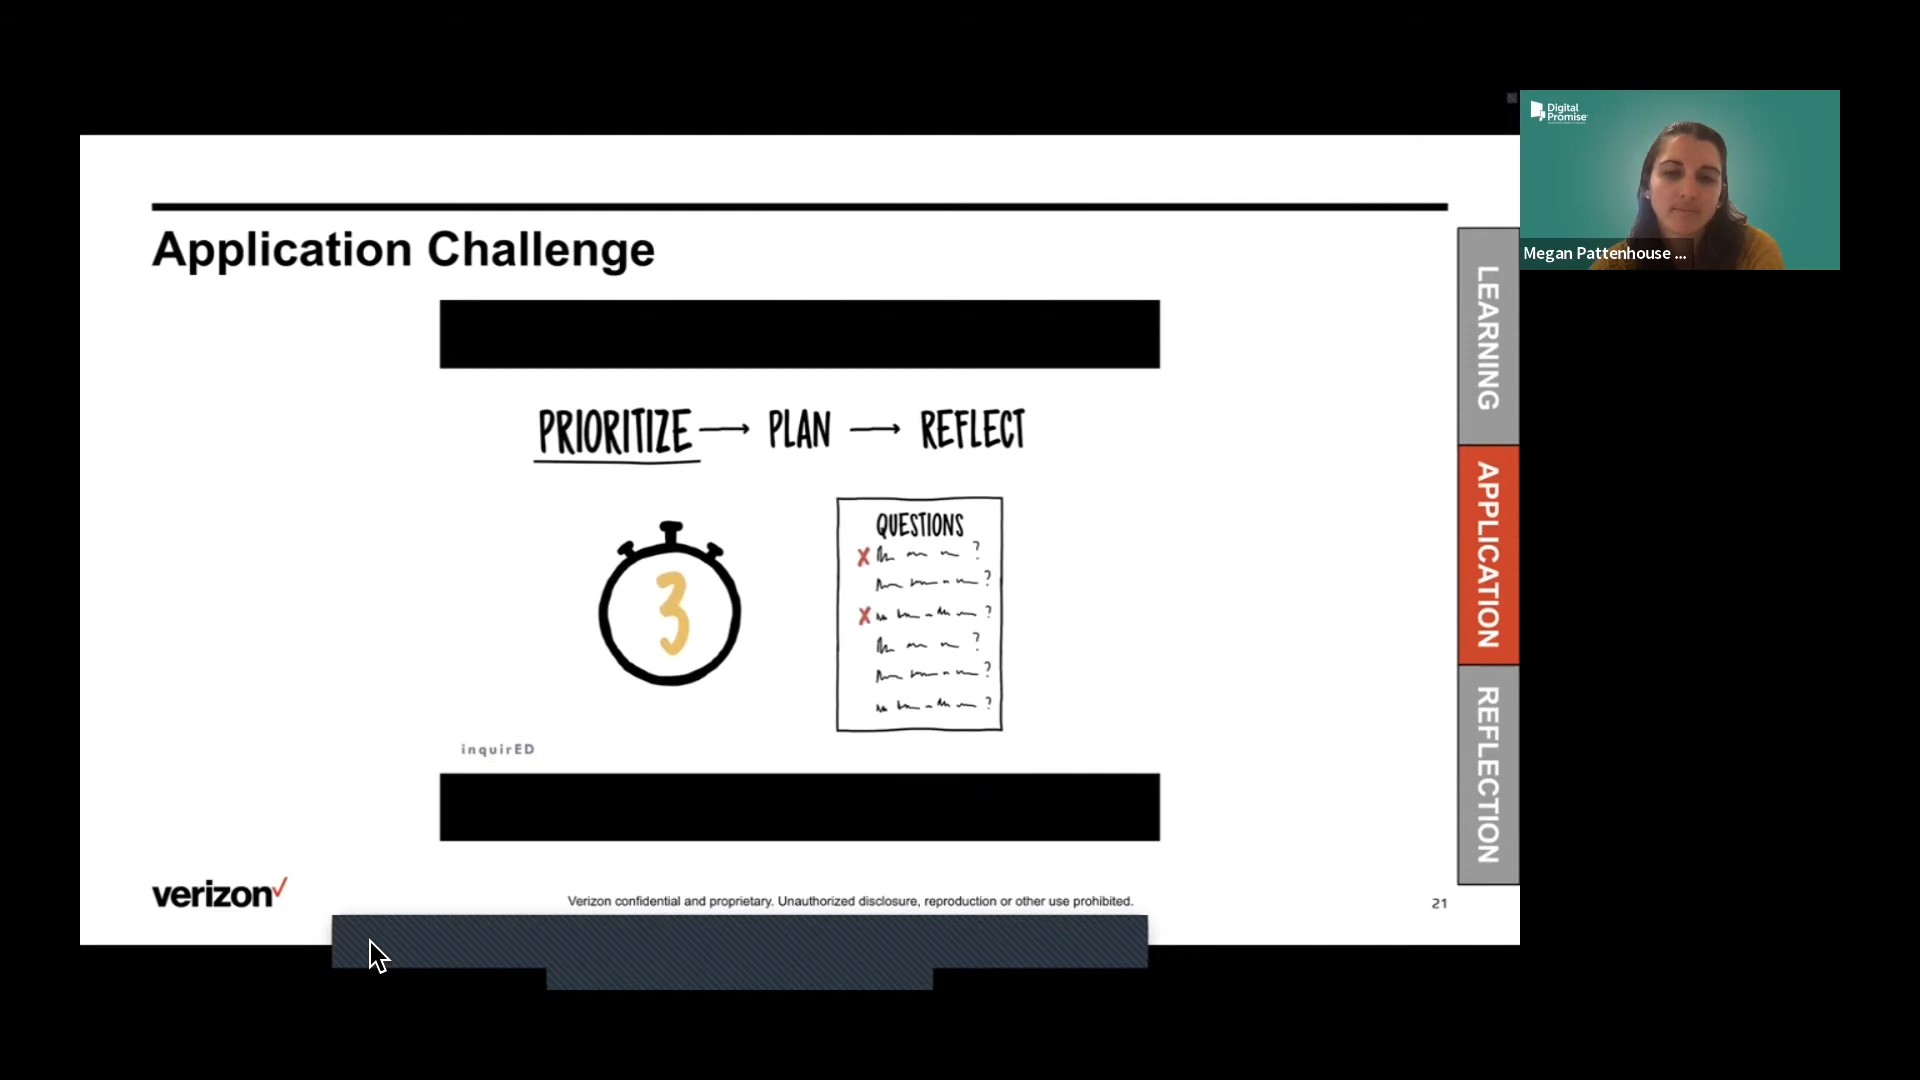 Digital
Promise
Megan Pattenhouse ...
Application Challenge
PRIORITIZE → PLAN → REFLECT
3
QUESTIONS
X ?
?
X ?
?
?
?
inquirED
LEARNING
APPLICATION
REFLECTION
verizon
Verizon confidential and proprietary. Unauthorized disclosure, reproduction or other use prohibited.
21